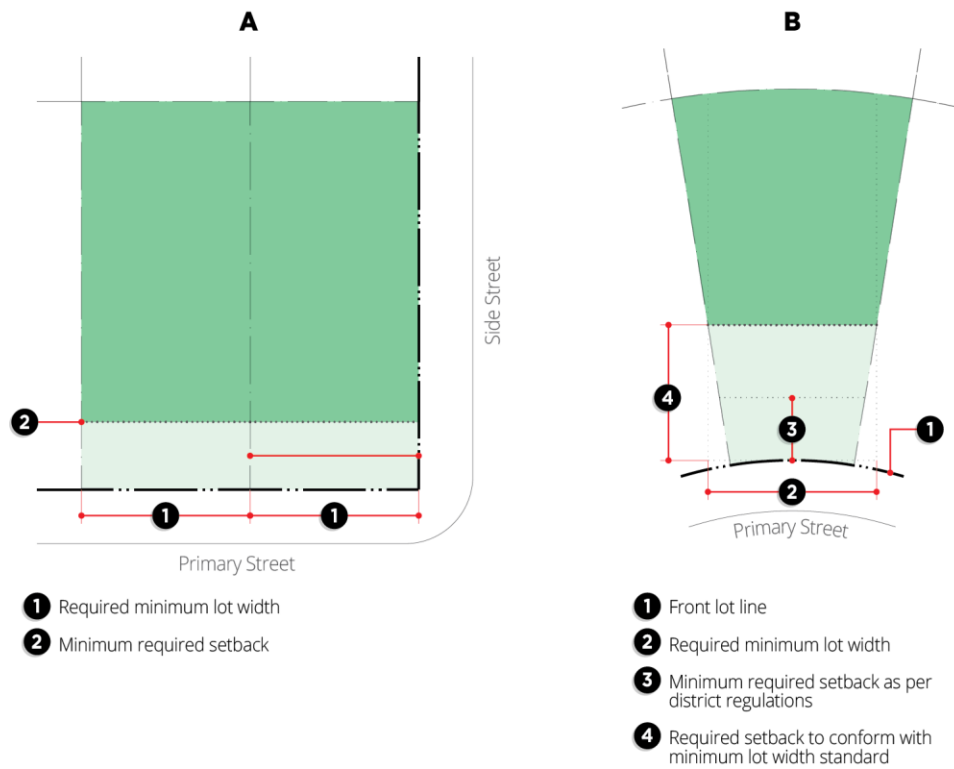 A
B
Side Street
2
1
1
Primary Street
4
3
1
2
Primary Street
1 Required minimum lot width
2 Minimum required setback
1 Front lot line
2 Required minimum lot width
3 Minimum required setback as per
district regulations
4 Required setback to conform with
minimum lot width standard